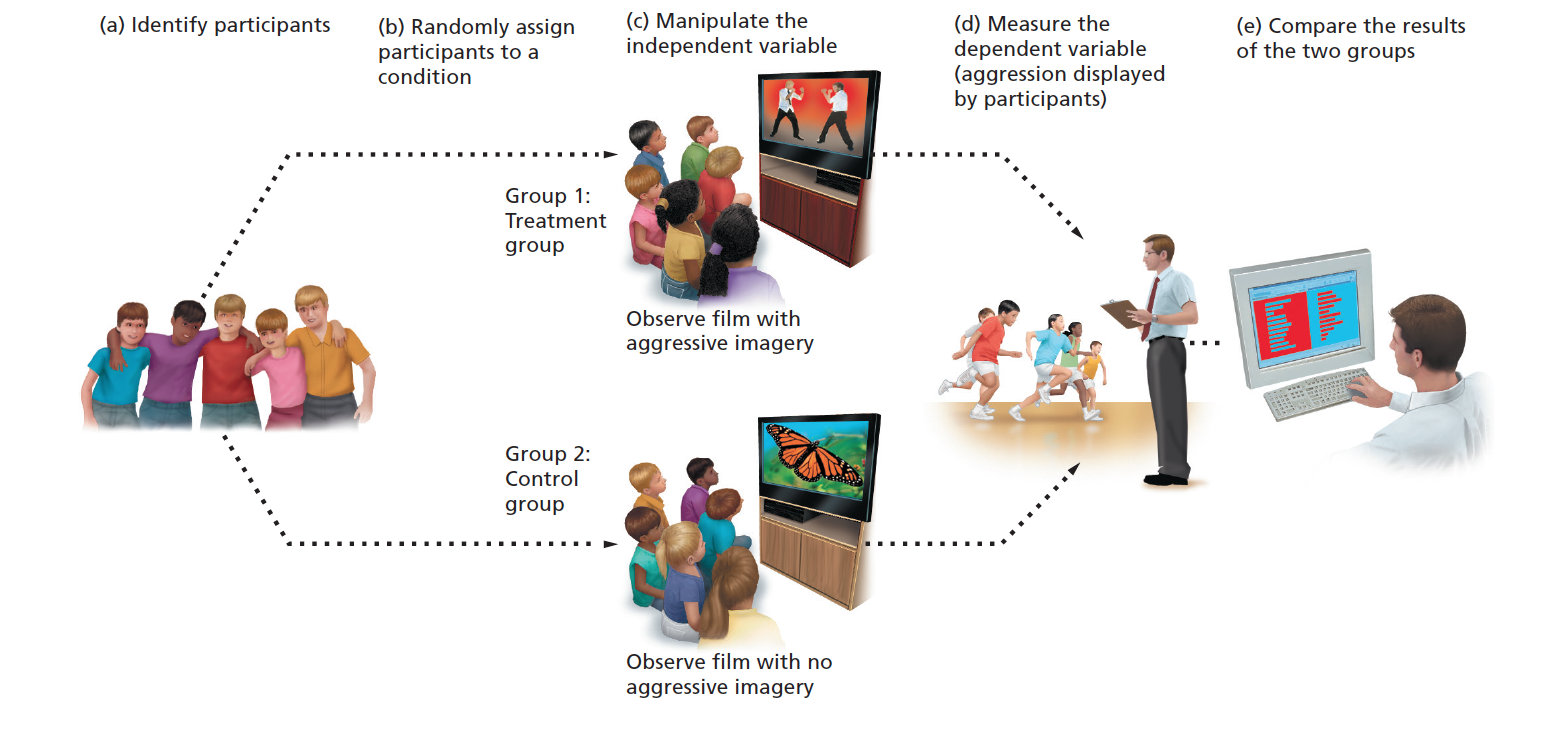 (a) Identify participants
(b) Randomly assign
participants to a
condition
(c) Manipulate the
independent variable
(d) Measure the
dependent variable
(aggression displayed
by participants)
(e) Compare the results
of the two groups
Group 1:
Treatment
group
Observe film with
aggressive imagery
Group 2:
Control
group
Observe film with no
aggressive imagery